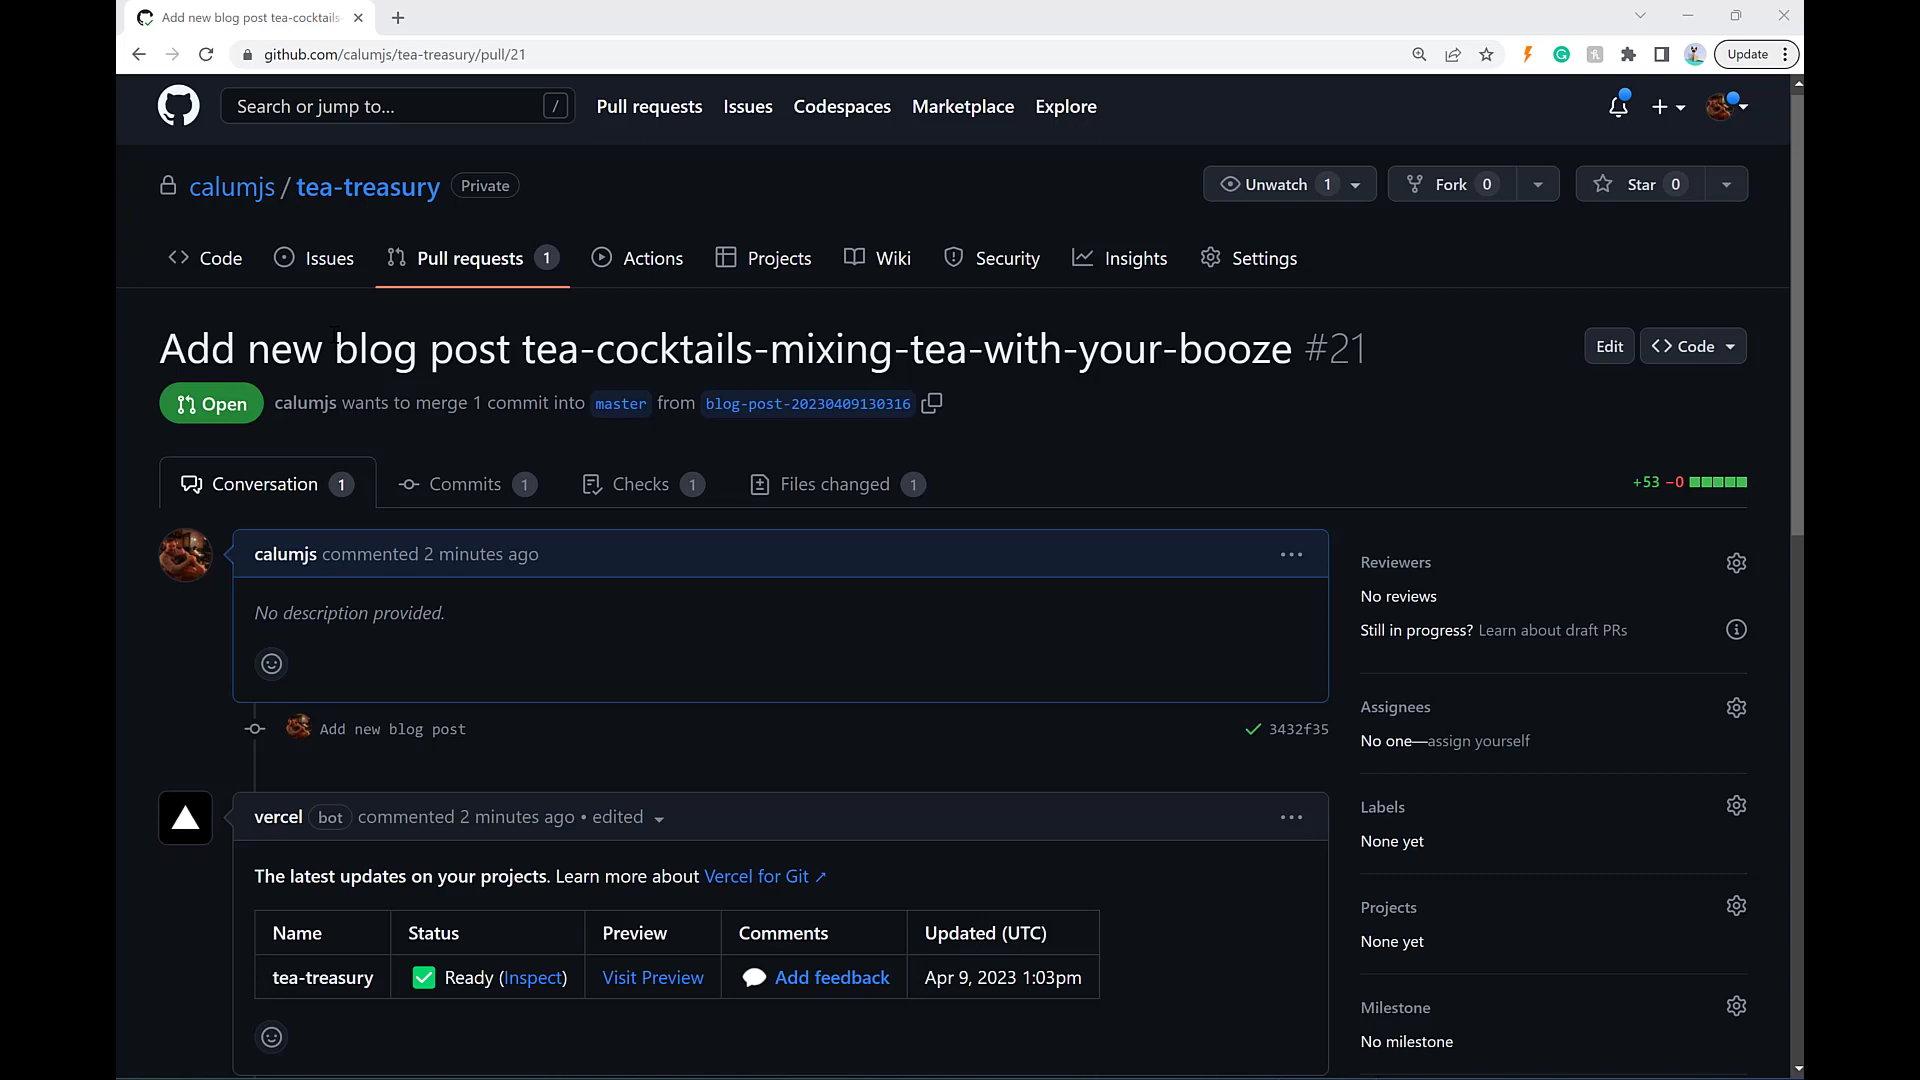 Add new blog post tea-cocktails-
github.com/calumjs/tea-treasury/pull/21
Update
Search or jump to... /
Pull requests Issues Codespaces Marketplace Explore
calumjs / tea-treasury Private
Unwatch 1 Fork 0 Star 0
Code Issues Pull requests 1 Actions Projects Wiki Security Insights Settings
Add new blog post tea-cocktails-mixing-tea-with-your-booze #21
Edit Code
Open calumjs wants to merge 1 commit into master from blog-post-20230409130316
Conversation 1 Commits 1 Checks 1 Files changed 1
+53 −0
calumjs commented 2 minutes ago
No description provided.
Add new blog post 3432f35
vercel bot commented 2 minutes ago • edited
The latest updates on your projects. Learn more about Vercel for Git ↗
Name Status Preview Comments Updated (UTC)
tea-treasury ✅ Ready (Inspect) Visit Preview 💬 Add feedback Apr 9, 2023 1:03pm
Reviewers
No reviews
Still in progress? Learn about draft PRs
Assignees
No one—assign yourself
Labels
None yet
Projects
None yet
Milestone
No milestone